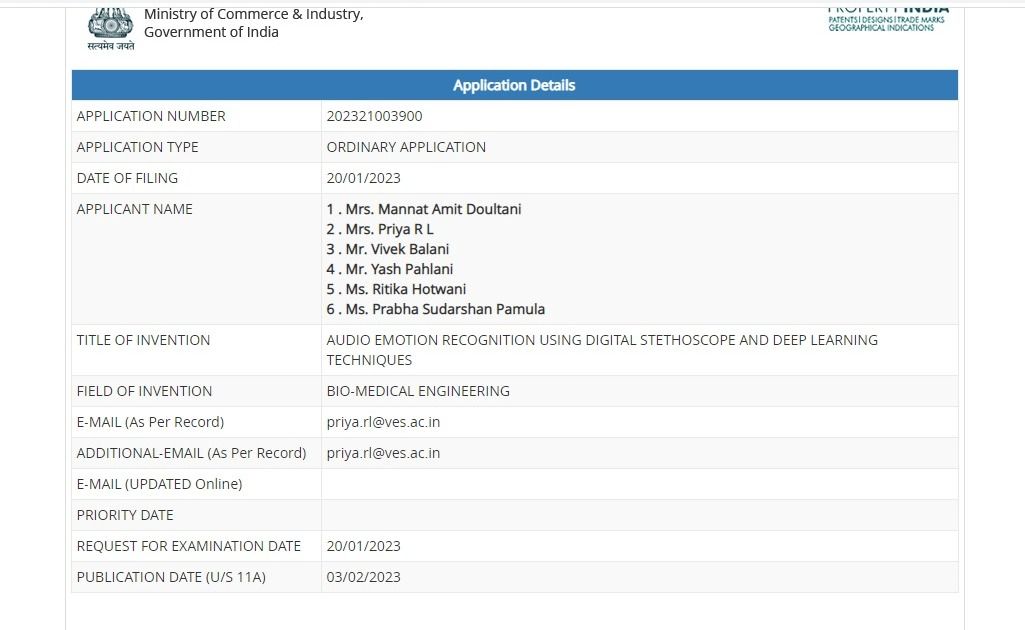 Ministry of Commerce & Industry,
Government of India
सत्यमेव जयते
PROPERTY INDIA
PATENTS | DESIGNS | TRADE MARKS
GEOGRAPHICAL INDICATIONS
Application Details
APPLICATION NUMBER 202321003900
APPLICATION TYPE ORDINARY APPLICATION
DATE OF FILING 20/01/2023
APPLICANT NAME 1 . Mrs. Mannat Amit Doultani
2 . Mrs. Priya R L
3 . Mr. Vivek Balani
4 . Mr. Yash Pahlani
5 . Ms. Ritika Hotwani
6 . Ms. Prabha Sudarshan Pamula
TITLE OF INVENTION AUDIO EMOTION RECOGNITION USING DIGITAL STETHOSCOPE AND DEEP LEARNING
TECHNIQUES
FIELD OF INVENTION BIO-MEDICAL ENGINEERING
E-MAIL (As Per Record) priya.rl@ves.ac.in
ADDITIONAL-EMAIL (As Per Record) priya.rl@ves.ac.in
E-MAIL (UPDATED Online)
PRIORITY DATE
REQUEST FOR EXAMINATION DATE 20/01/2023
PUBLICATION DATE (U/S 11A) 03/02/2023